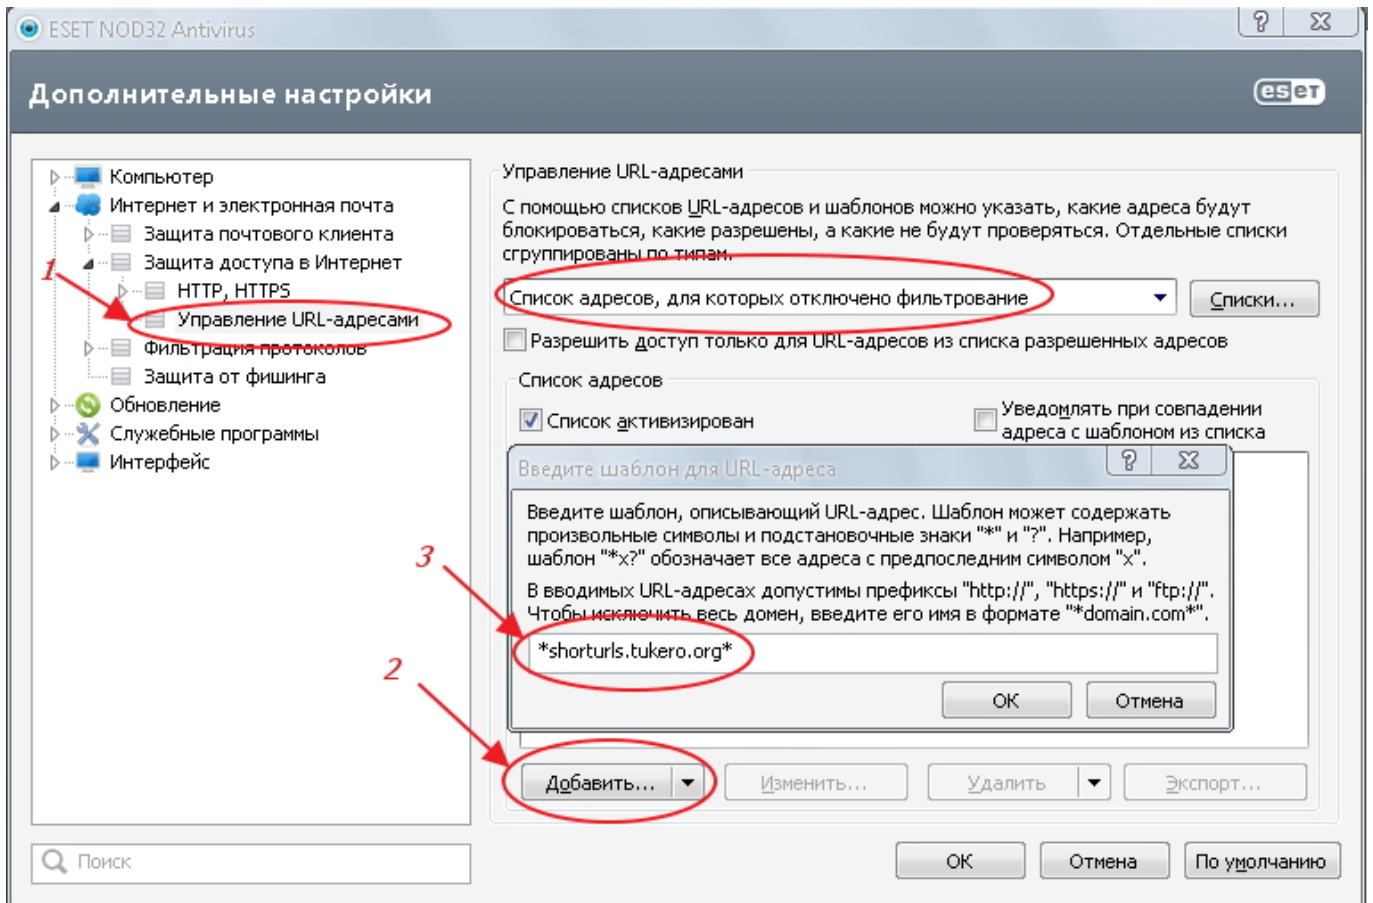 ESET NOD32 Antivirus
Дополнительные настройки
eset
Компьютер
Интернет и электронная почта
Защита почтового клиента
Защита доступа в Интернет
HTTP, HTTPS
Управление URL-адресами
Фильтрация протоколов
Защита от фишинга
Обновление
Служебные программы
Интерфейс
1
Поиск
Управление URL-адресами
С помощью списков URL-адресов и шаблонов можно указать, какие адреса будут
блокироваться, какие разрешены, а какие не будут проверяться. Отдельные списки
сгруппированы по типам.
Список адресов, для которых отключено фильтрование
Списки...
Разрешить доступ только для URL-адресов из списка разрешенных адресов
Список адресов
Список активизирован
Уведомлять при совпадении
адреса с шаблоном из списка
Введите шаблон для URL-адреса
Введите шаблон, описывающий URL-адрес. Шаблон может содержать
произвольные символы и подстановочные знаки "*" и "?". Например,
шаблон "*x?" обозначает все адреса с предпоследним символом "x".
В вводимых URL-адресах допустимы префиксы "http://", "https://" и "ftp://".
Чтобы исключить весь домен, введите его имя в формате "*domain.com*".
3
*shorturls.tukero.org*
OK
Отмена
2
Добавить...
Изменить...
Удалить
Экспорт...
OK
Отмена
По умолчанию